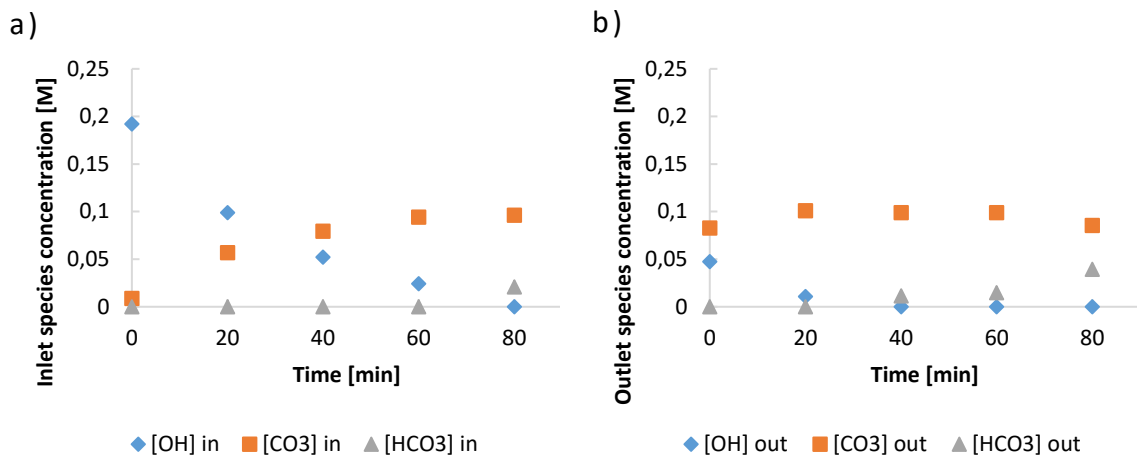 a)
Inlet species concentration [M]
0,25
0,2
0,15
0,1
0,05
0
0 20 40 60 80
Time [min]
[OH] in [CO3] in [HCO3] in
b)
Outlet species concentration [M]
0,25
0,2
0,15
0,1
0,05
0
0 20 40 60 80
Time [min]
[OH] out [CO3] out [HCO3] out